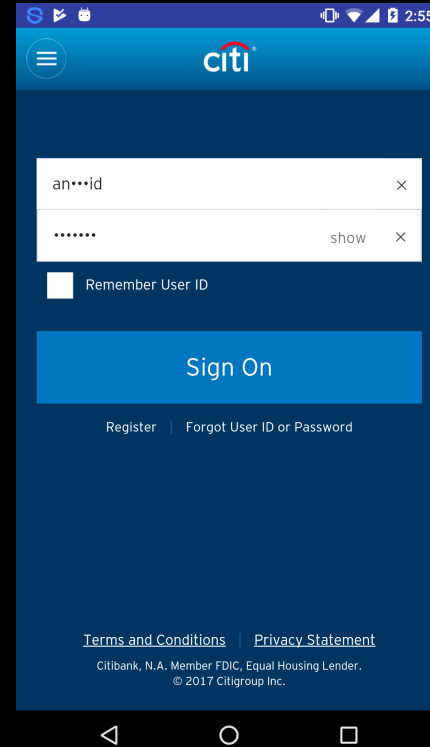 2:55
citi
an•••id
•••••••
show
Remember User ID
Sign On
Register | Forgot User ID or Password
Terms and Conditions | Privacy Statement
Citibank, N.A. Member FDIC, Equal Housing Lender.
© 2017 Citigroup Inc.